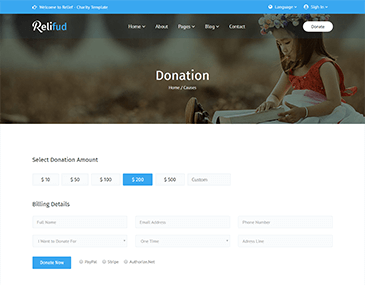 Welcome to Relief - Charity Template
Language
Sign In
Relifud
Home
About
Pages
Blog
Contact
Donate
Donation
Home / Causes
Select Donation Amount
$ 10
$ 50
$ 100
$ 200
$ 500
Custom
Billing Details
Full Name
Email Address
Phone Number
I Want to Donate For
One Time
Donate Now
PayPal
Stripe
Authorize.Net